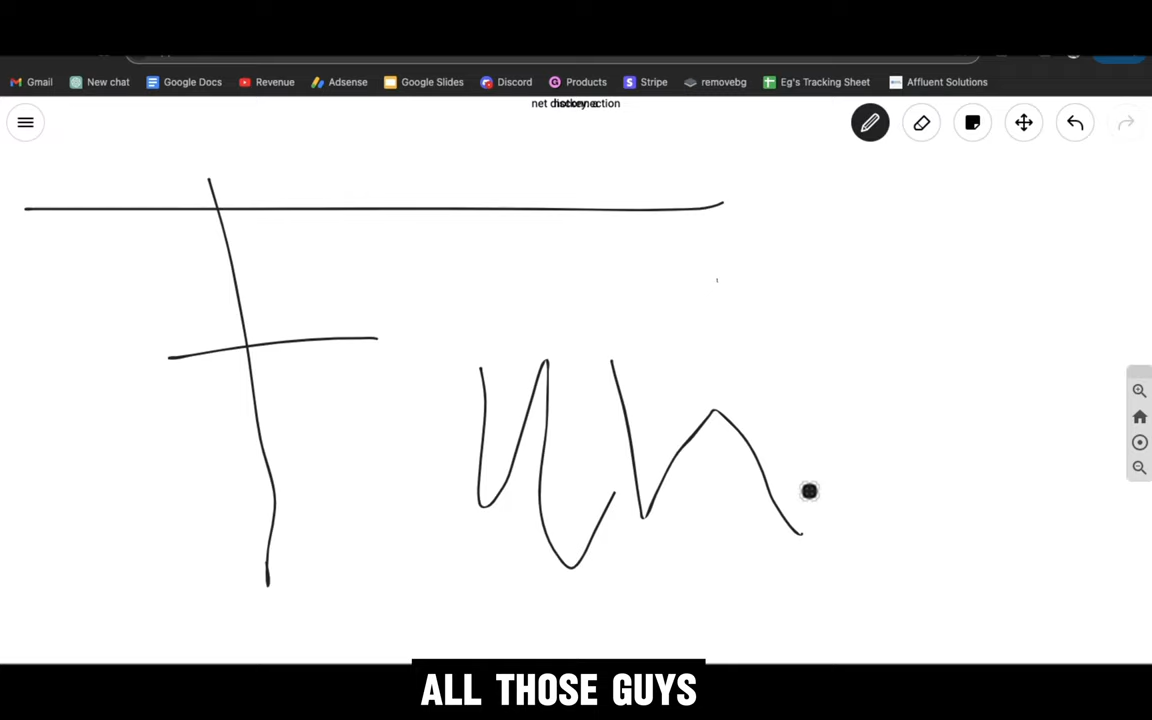 Gmail New chat Google Docs Revenue Adsense Google Slides Discord Products Stripe removebg Eg's Tracking Sheet Affluent Solutions
Fun
ALL THOSE GUYS